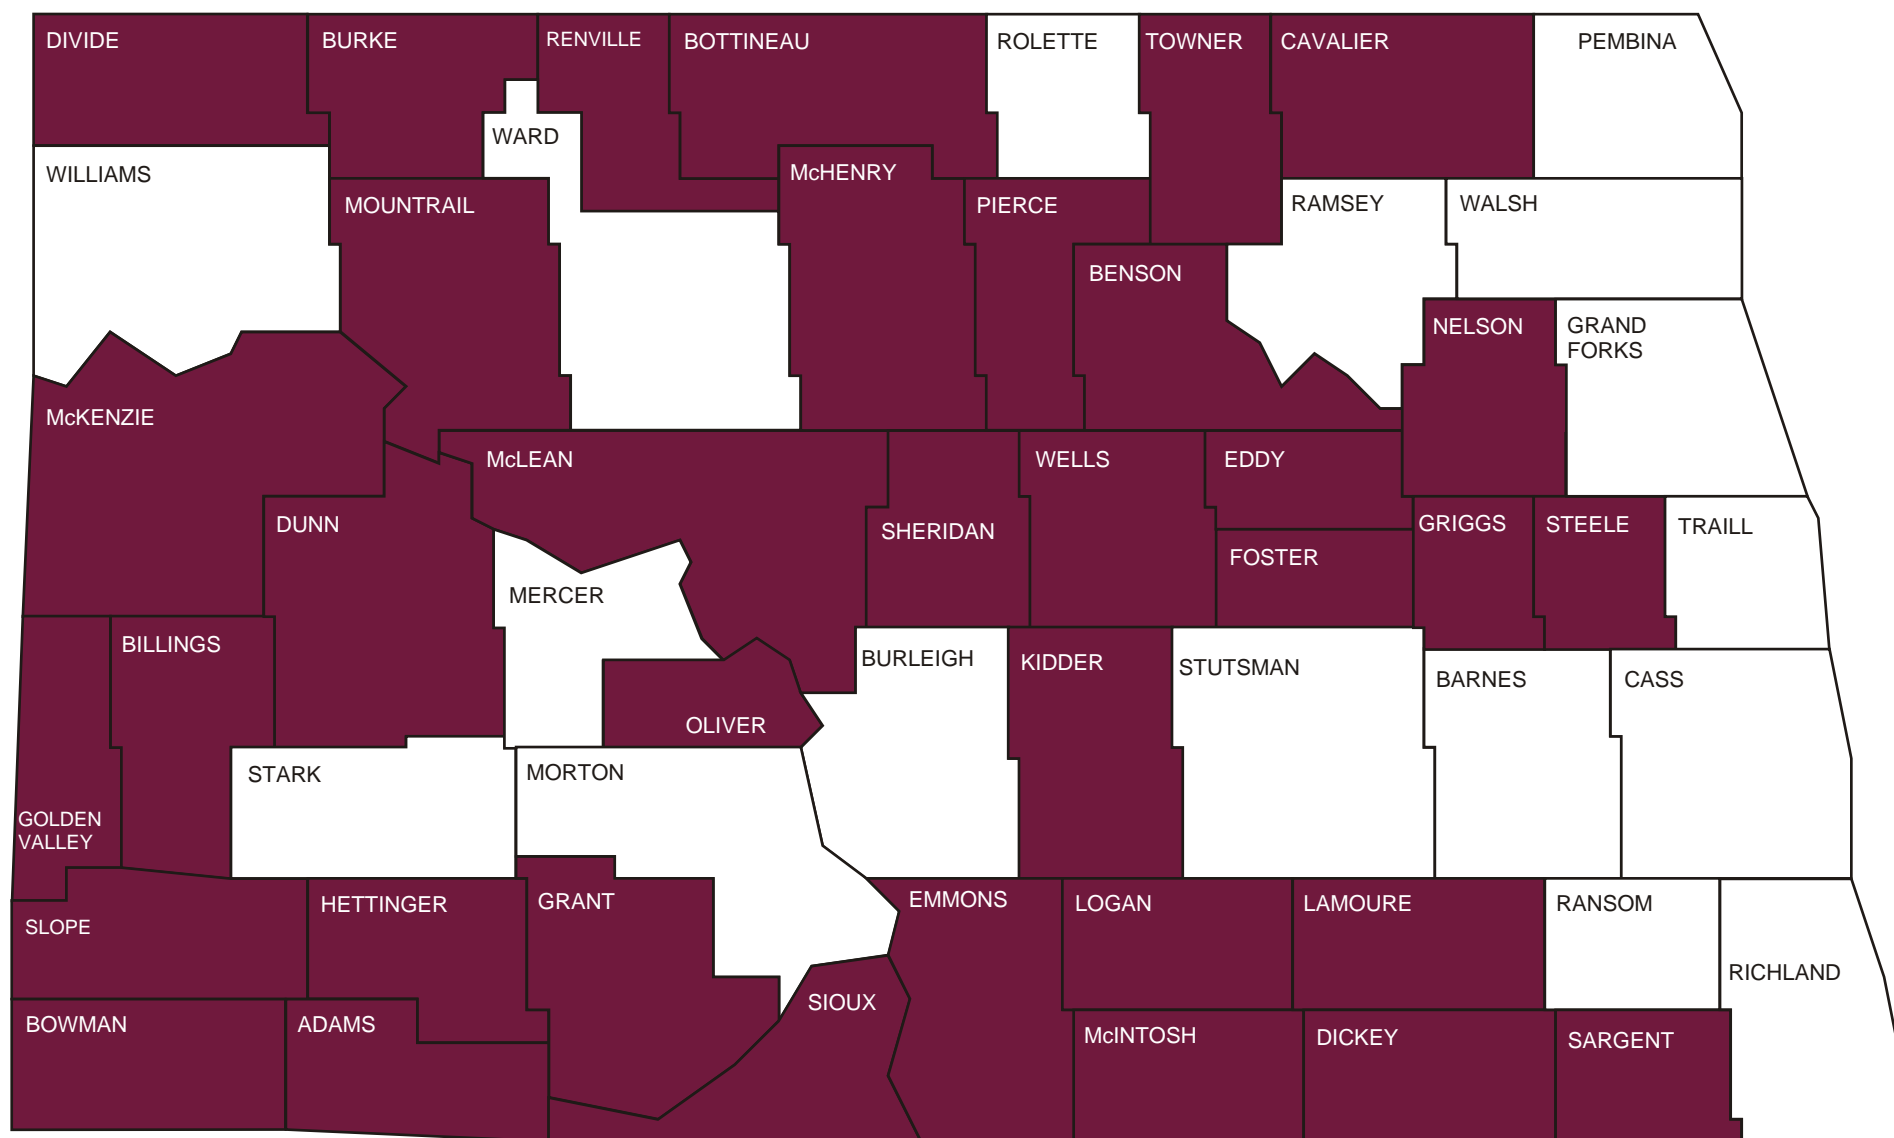 DIVIDE
BURKE
RENVILLE
BOTTINEAU
ROLETTE
TOWNER
CAVALIER
PEMBINA
WARD
WILLIAMS
McHENRY
MOUNTRAIL
PIERCE
RAMSEY
WALSH
BENSON
NELSON
GRAND
FORKS
McKENZIE
McLEAN
WELLS
EDDY
DUNN
SHERIDAN
GRIGGS
STEELE
TRAILL
FOSTER
MERCER
BILLINGS
BURLEIGH
KIDDER
STUTSMAN
BARNES
CASS
OLIVER
STARK
MORTON
GOLDEN
VALLEY
HETTINGER
GRANT
EMMONS
LOGAN
LAMOURE
RANSOM
SLOPE
RICHLAND
SIOUX
BOWMAN
ADAMS
McINTOSH
DICKEY
SARGENT